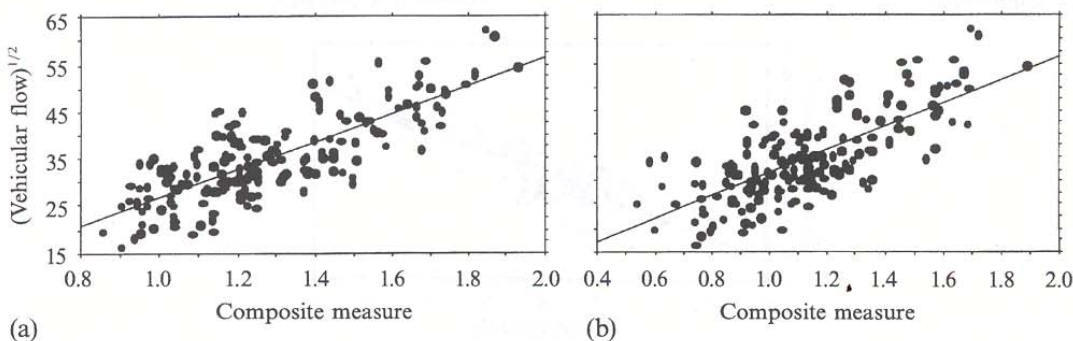 (Vehicular flow)1/2
65
55
45
35
25
15
0.8 1.0 1.2 1.4 1.6 1.8 2.0
Composite measure
(a)
0.4 0.6 0.8 1.0 1.2 1.4 1.6 1.8 2.0
Composite measure
(b)